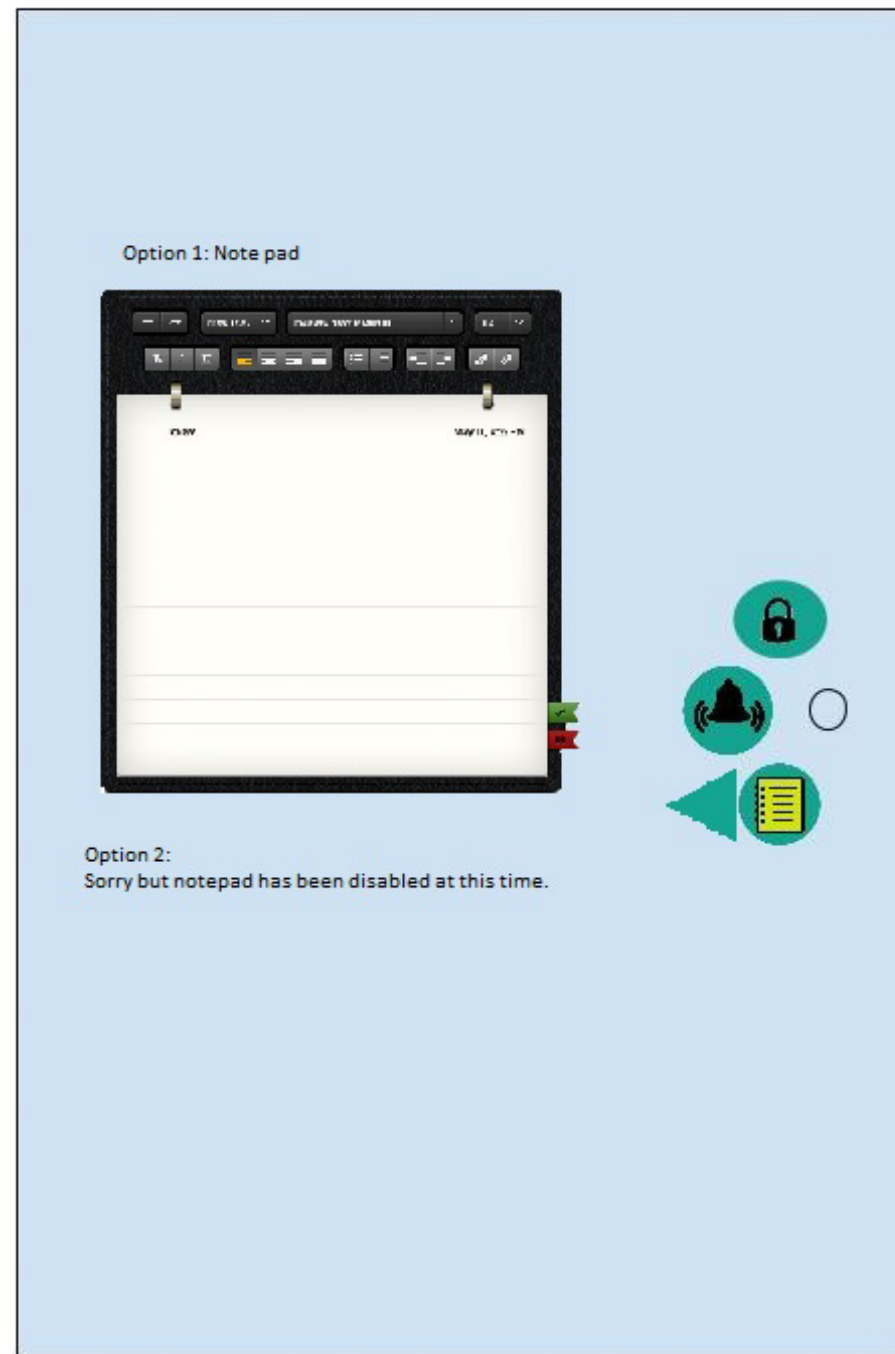 Option 1: Note pad
Option 2:
Sorry but notepad has been disabled at this time.